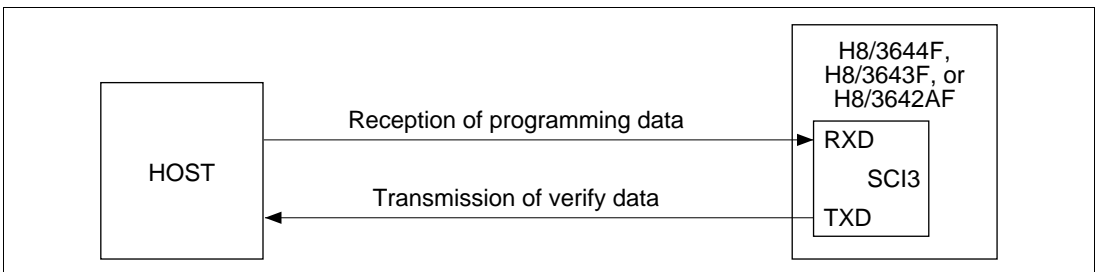 H8/3644F,
H8/3643F, or
H8/3642AF
Reception of programming data
RXD
HOST
SCI3
Transmission of verify data
TXD